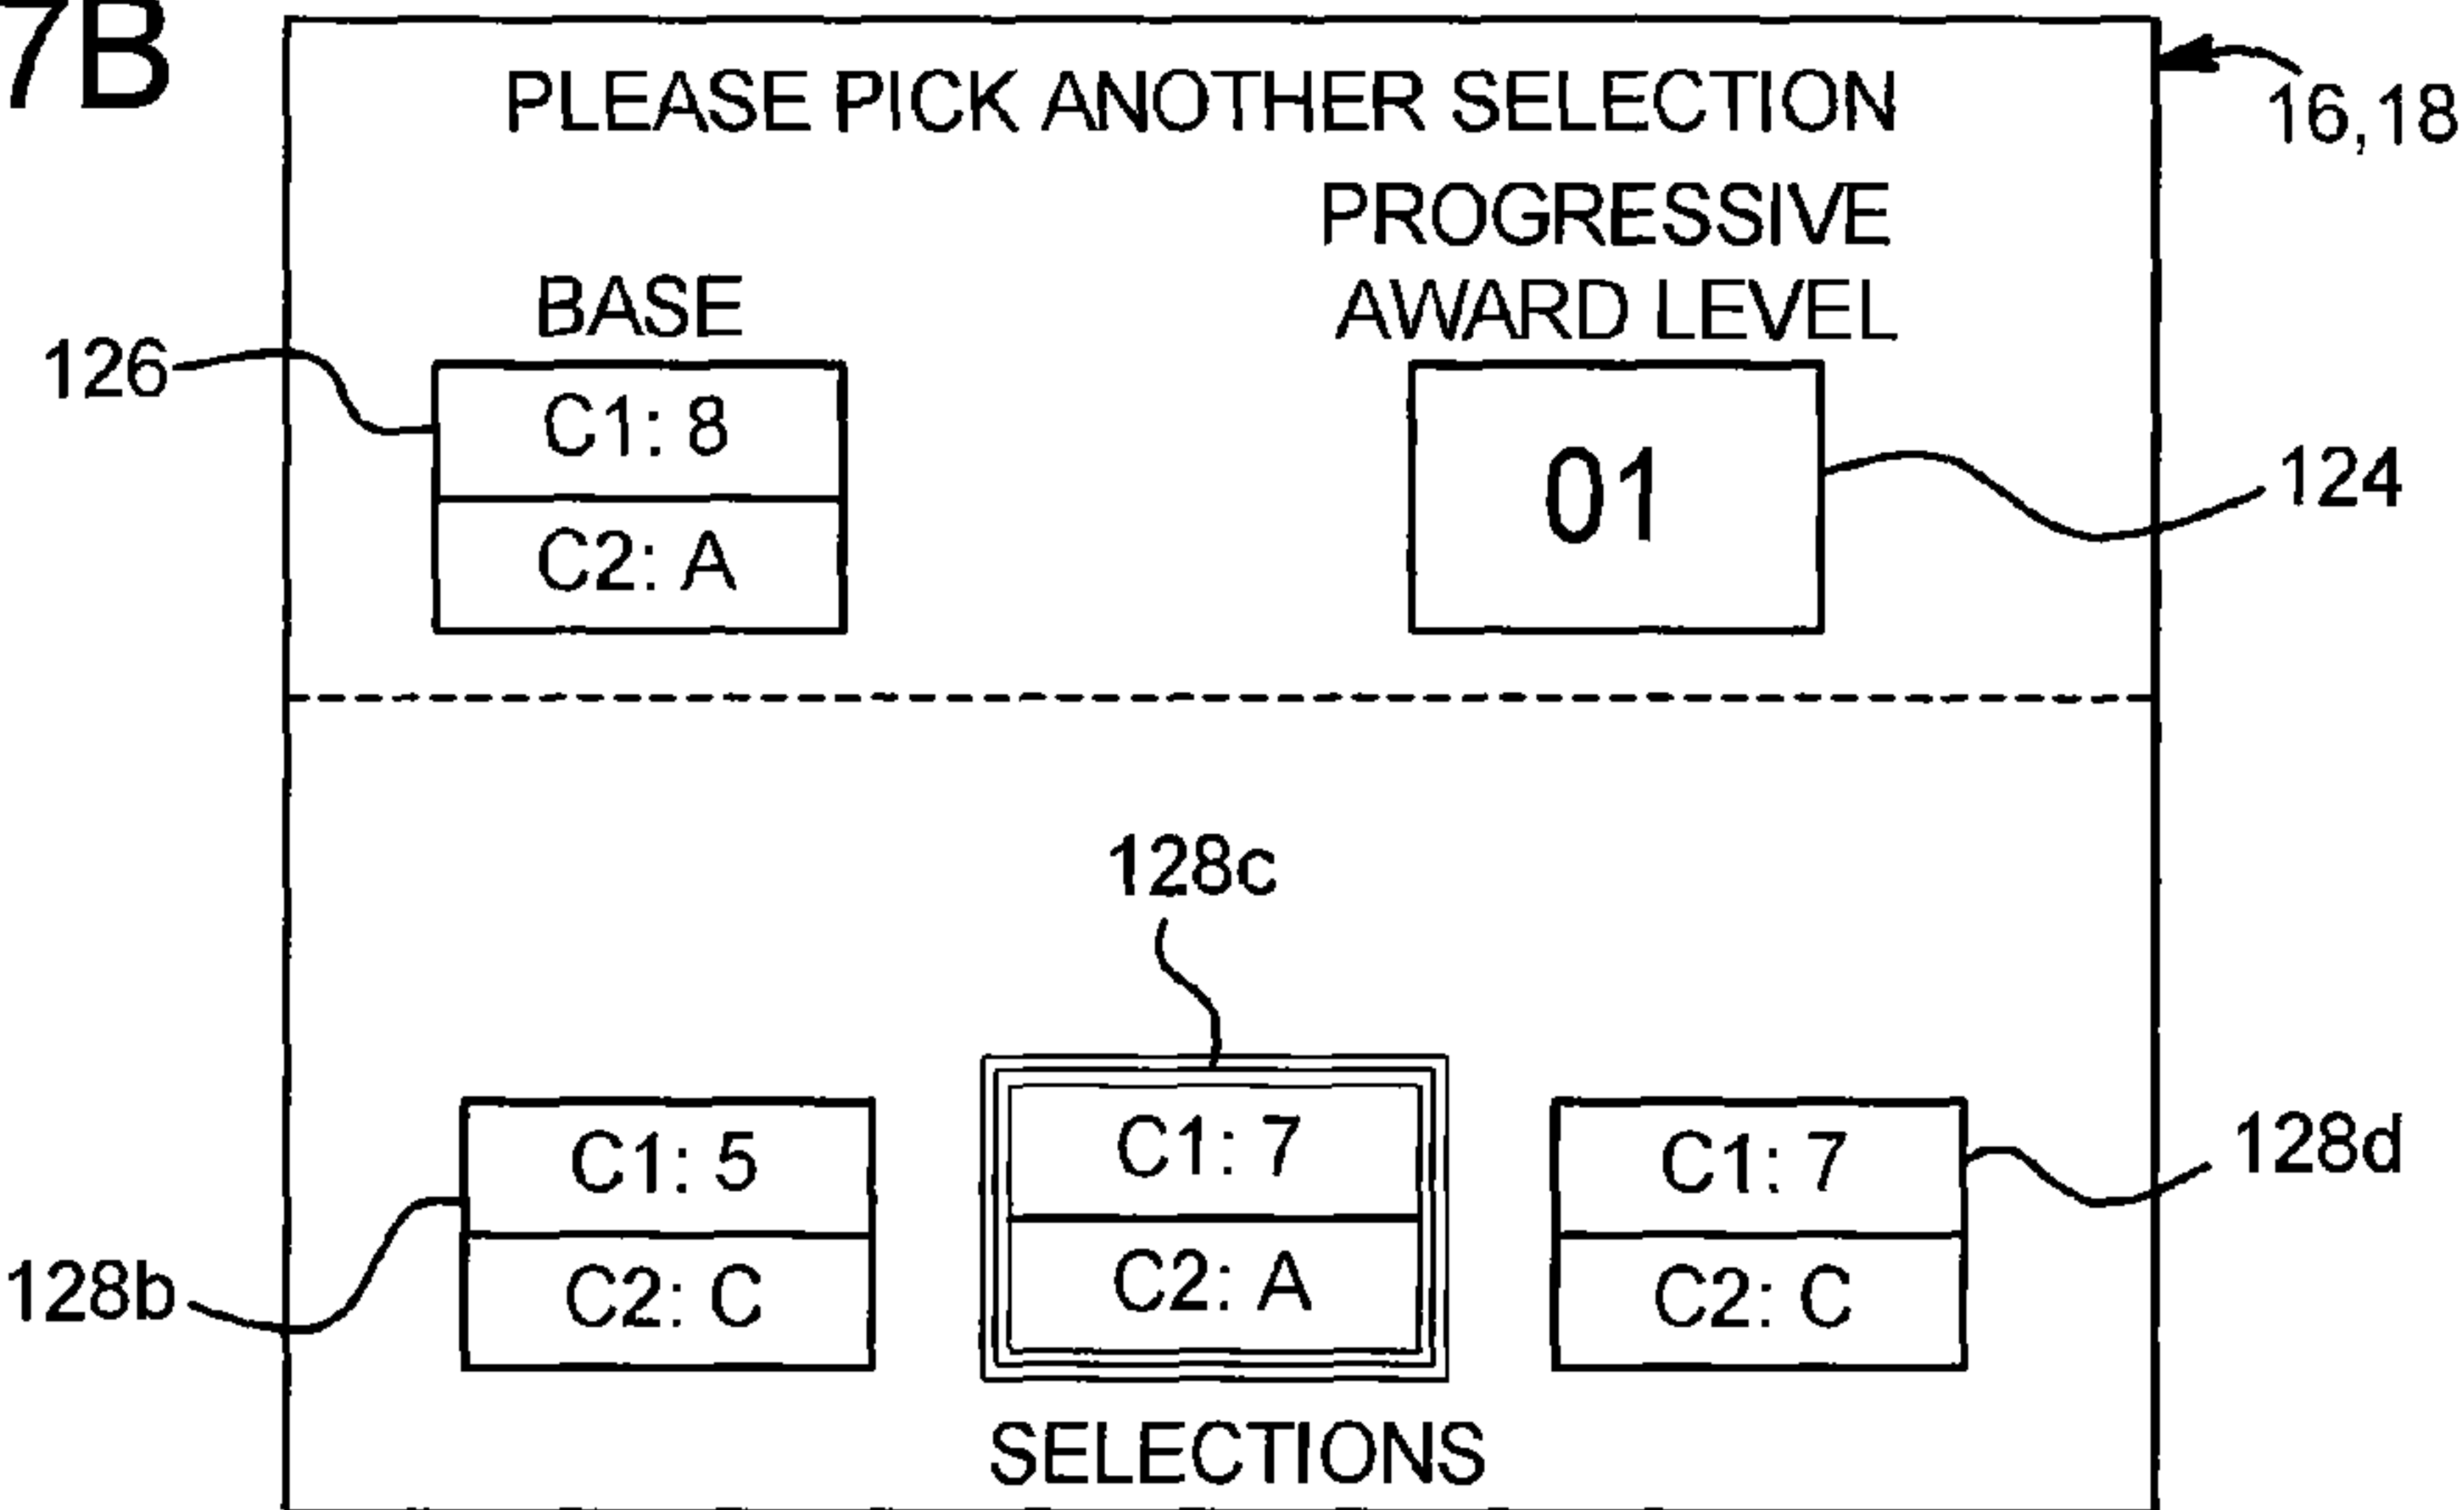 7B
PLEASE PICK ANOTHER SELECTION
16,18
PROGRESSIVE
BASE
AWARD LEVEL
126
C1: 8
01
124
C2: A
128c
C1: 5
C1: 7
C1: 7
128d
128b
C2: C
C2: A
C2: C
SELECTIONS